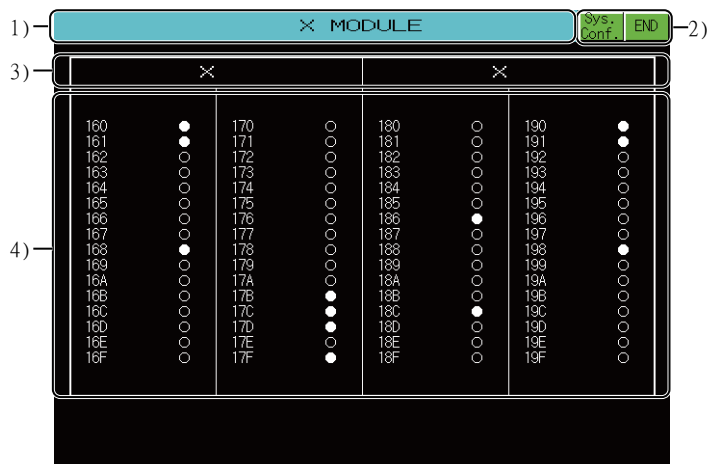 1) X MODULE Sys. Conf. END 2)
3) X X
160 170 180 190
161 171 181 191
162 172 182 192
163 173 183 193
164 174 184 194
165 175 185 195
166 176 186 196
167 177 187 197
4) 168 178 188 198
169 179 189 199
16A 17A 18A 19A
16B 17B 18B 19B
16C 17C 18C 19C
16D 17D 18D 19D
16E 17E 18E 19E
16F 17F 18F 19F